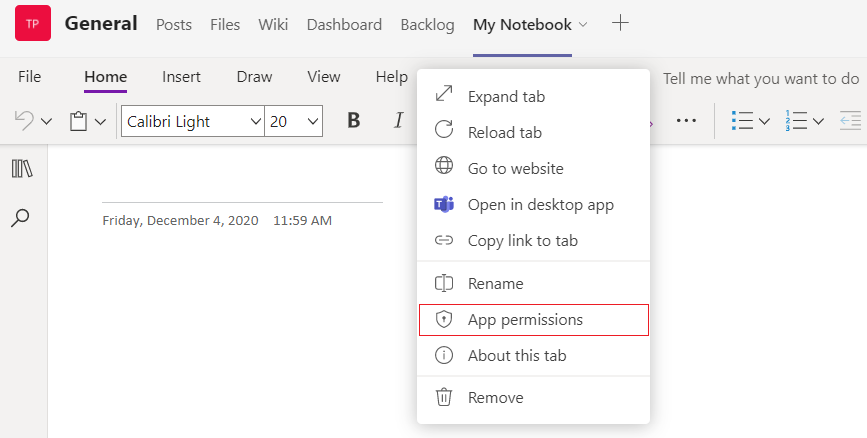 TP General Posts Files Wiki Dashboard Backlog My Notebook
File Home Insert Draw View Help Tell me what you want to do
Calibri Light 20 B I
Friday, December 4, 2020 11:59 AM
Expand tab
Reload tab
Go to website
Open in desktop app
Copy link to tab
Rename
App permissions
About this tab
Remove